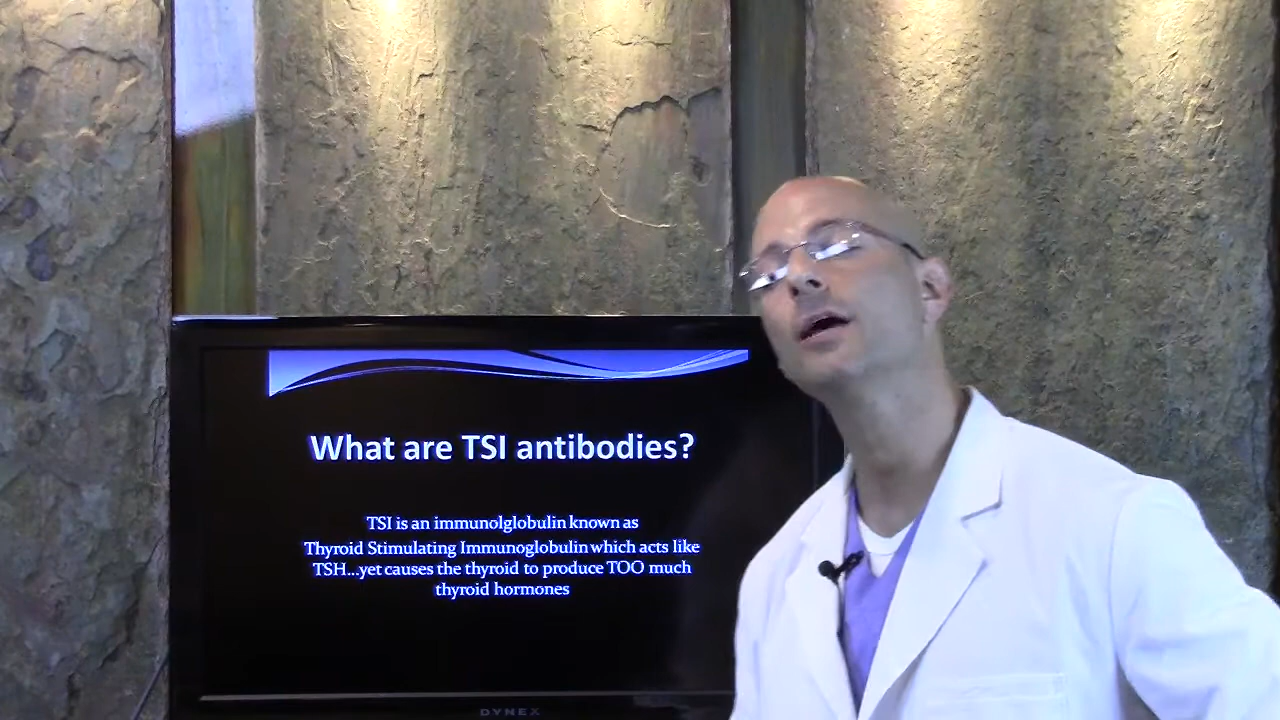 What are TSI antibodies?
TSI is an immunolglobulin known as
Thyroid Stimulating Immunoglobulin which acts like
TSH...yet causes the thyroid to produce TOO much
thyroid hormones
DYNEX